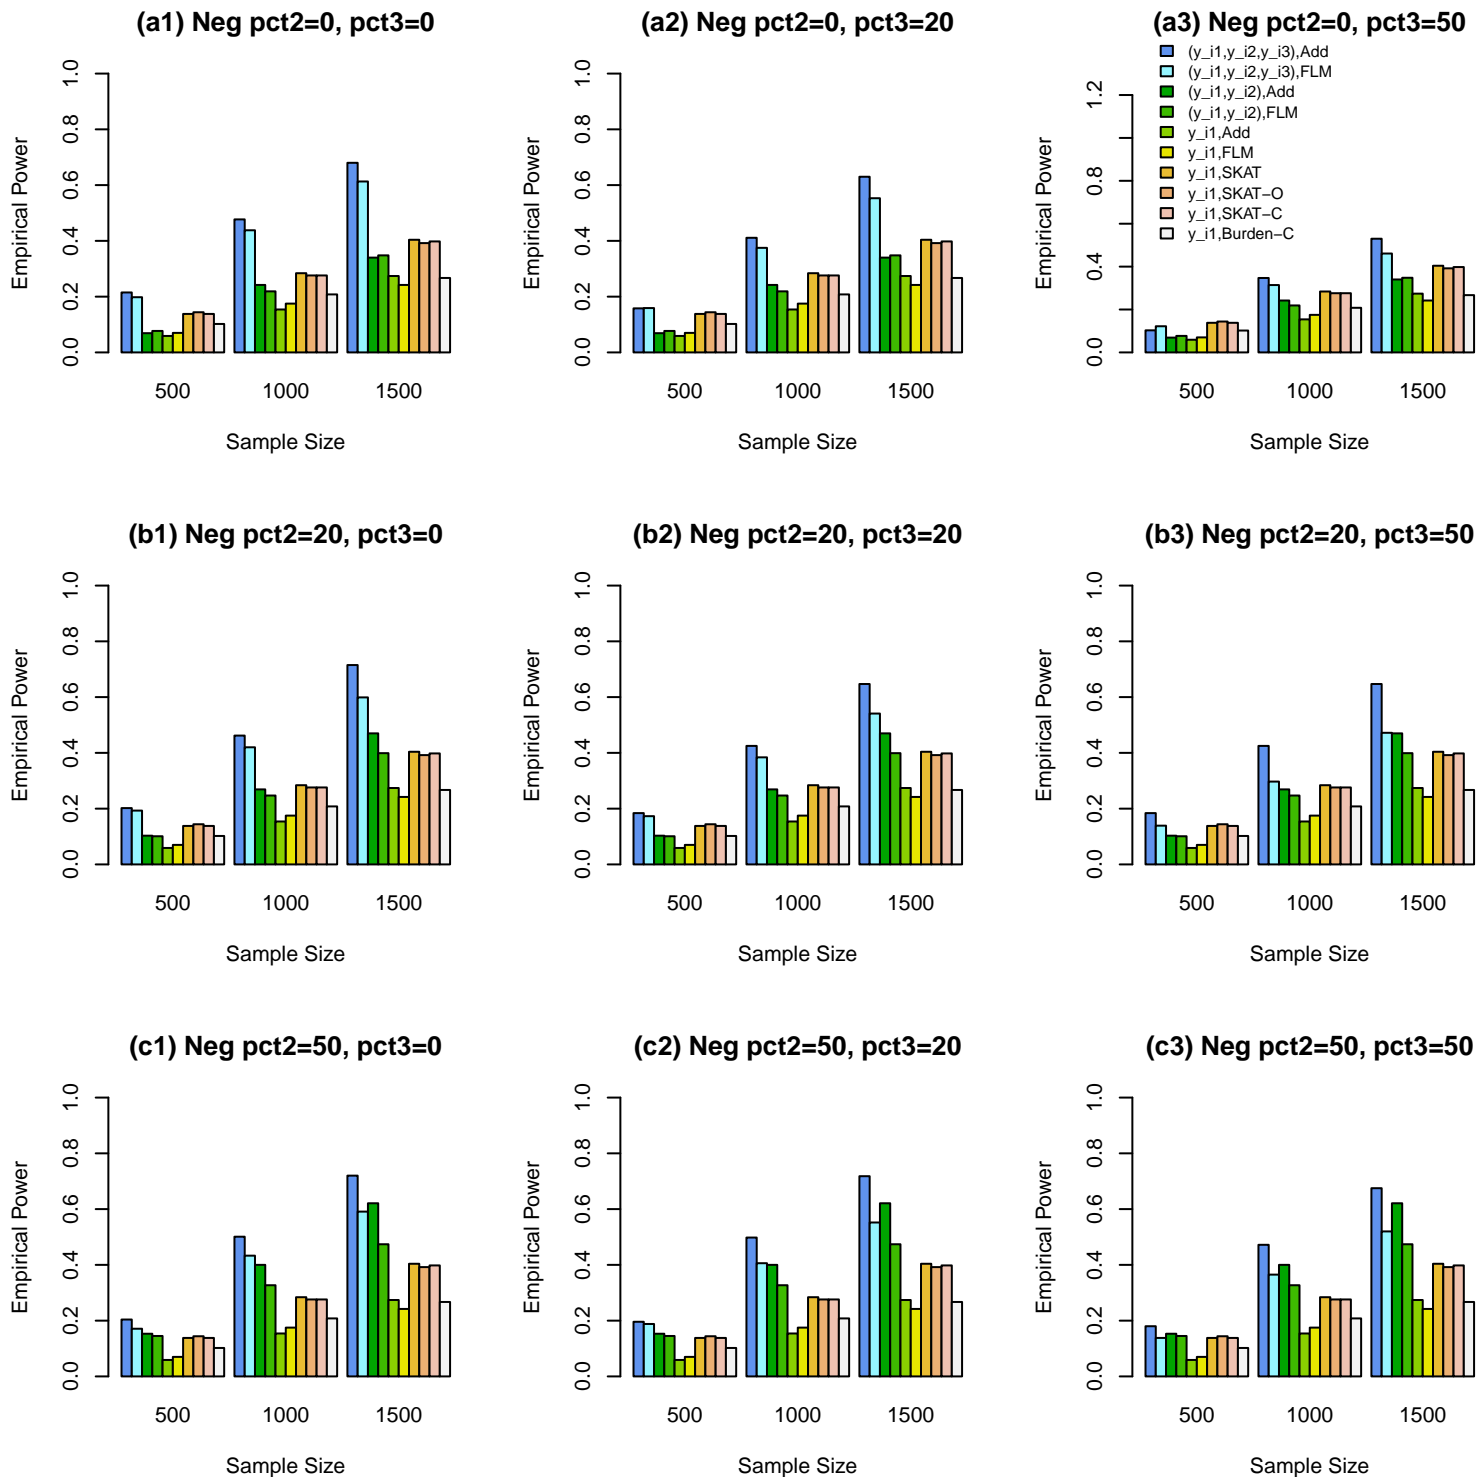 (a1) Neg pct2=0, pct3=0
Empirical Power
0.0 0.2 0.4 0.6 0.8 1.0
500 1000 1500
Sample Size
(a2) Neg pct2=0, pct3=20
Empirical Power
0.0 0.2 0.4 0.6 0.8 1.0
500 1000 1500
Sample Size
(a3) Neg pct2=0, pct3=50
(y_i1,y_i2,y_i3),Add
(y_i1,y_i2,y_i3),FLM
(y_i1,y_i2),Add
(y_i1,y_i2),FLM
y_i1,Add
y_i1,FLM
y_i1,SKAT
y_i1,SKAT−O
y_i1,SKAT−C
y_i1,Burden−C
Empirical Power
0.0 0.4 0.8 1.2
500 1000 1500
Sample Size
(b1) Neg pct2=20, pct3=0
Empirical Power
0.0 0.2 0.4 0.6 0.8 1.0
500 1000 1500
Sample Size
(b2) Neg pct2=20, pct3=20
Empirical Power
0.0 0.2 0.4 0.6 0.8 1.0
500 1000 1500
Sample Size
(b3) Neg pct2=20, pct3=50
Empirical Power
0.0 0.2 0.4 0.6 0.8 1.0
500 1000 1500
Sample Size
(c1) Neg pct2=50, pct3=0
Empirical Power
0.0 0.2 0.4 0.6 0.8 1.0
500 1000 1500
Sample Size
(c2) Neg pct2=50, pct3=20
Empirical Power
0.0 0.2 0.4 0.6 0.8 1.0
500 1000 1500
Sample Size
(c3) Neg pct2=50, pct3=50
Empirical Power
0.0 0.2 0.4 0.6 0.8 1.0
500 1000 1500
Sample Size